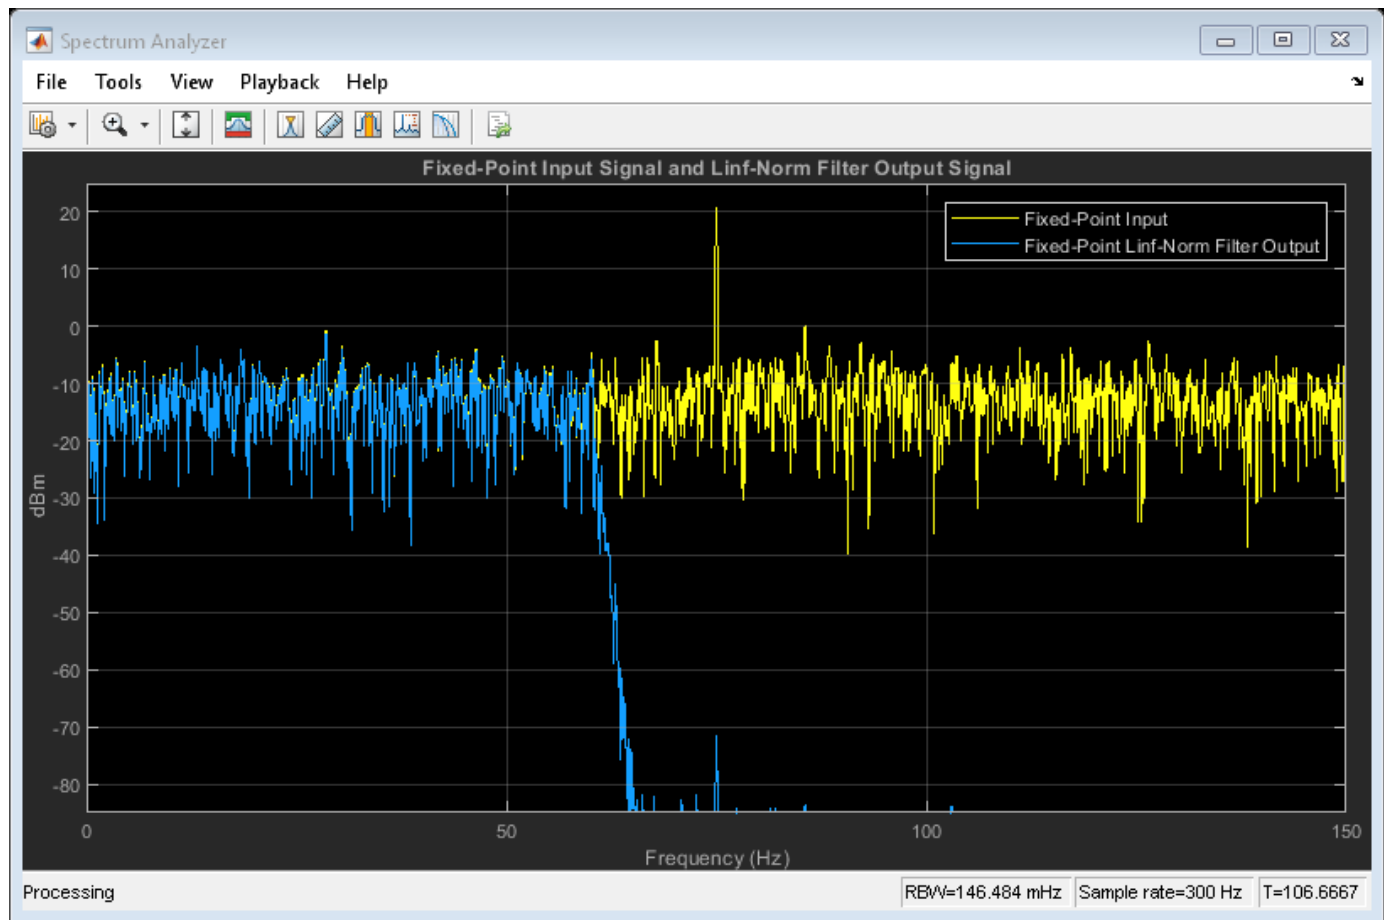 Spectrum Analyzer
File Tools View Playback Help
Fixed-Point Input Signal and Linf-Norm Filter Output Signal
20
10
0
-10
-20
-30
-40
-50
-60
-70
-80
dBm
Fixed-Point Input
Fixed-Point Linf-Norm Filter Output
0 50 100 150
Frequency (Hz)
Processing RBW=146.484 mHz Sample rate=300 Hz T=106.6667